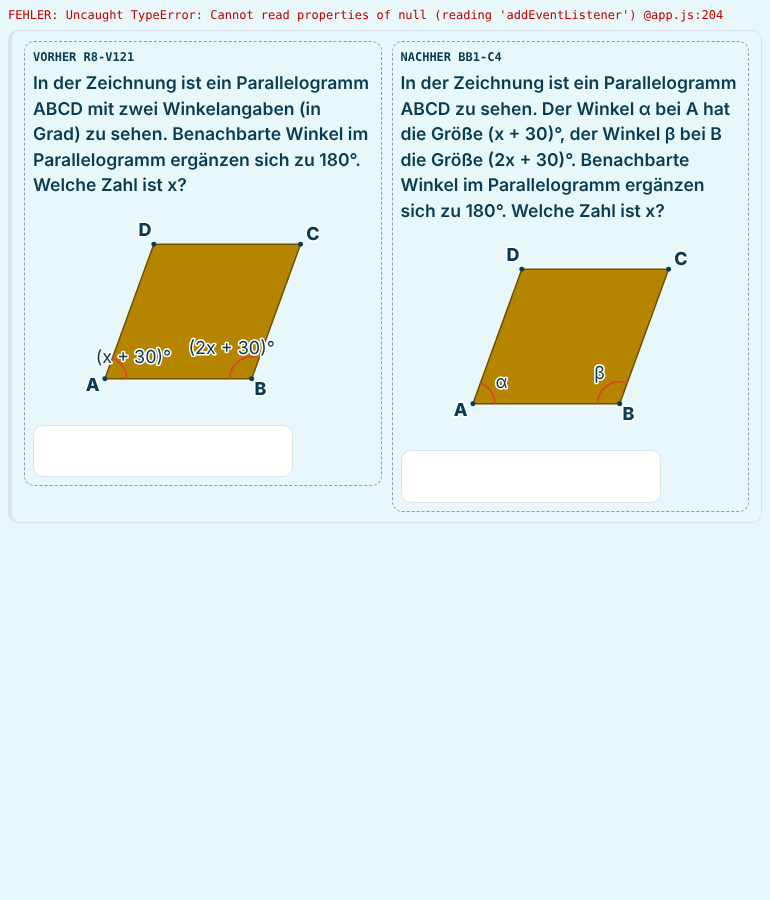 FEHLER: Uncaught TypeError: Cannot read properties of null (reading 'addEventListener') @app.js:204
VORHER R8-V121
In der Zeichnung ist ein Parallelogramm
ABCD mit zwei Winkelangaben (in
Grad) zu sehen. Benachbarte Winkel im
Parallelogramm ergänzen sich zu 180°.
Welche Zahl ist x?
D
C
(2x + 30)°
(x + 30)°
A
B
NACHHER BB1-C4
In der Zeichnung ist ein Parallelogramm
ABCD zu sehen. Der Winkel α bei A hat
die Größe (x + 30)°, der Winkel β bei B
die Größe (2x + 30)°. Benachbarte
Winkel im Parallelogramm ergänzen
sich zu 180°. Welche Zahl ist x?
D
C
β
α
A
B